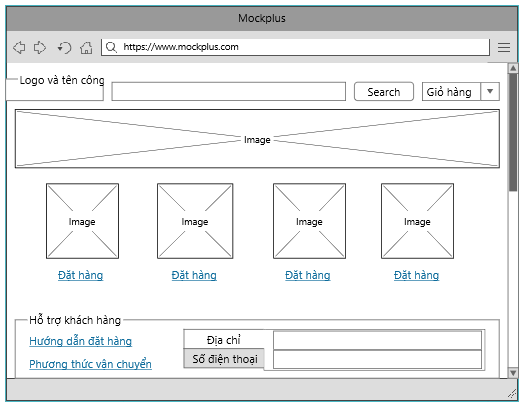 Mockplus
https://www.mockplus.com
Logo và tên công
Search
Giỏ hàng
Image
Image
Image
Image
Image
Đặt hàng
Đặt hàng
Đặt hàng
Đặt hàng
Hỗ trợ khách hàng
Hướng dẫn đặt hàng
Địa chỉ
Số điện thoại
Phương thức vận chuyển